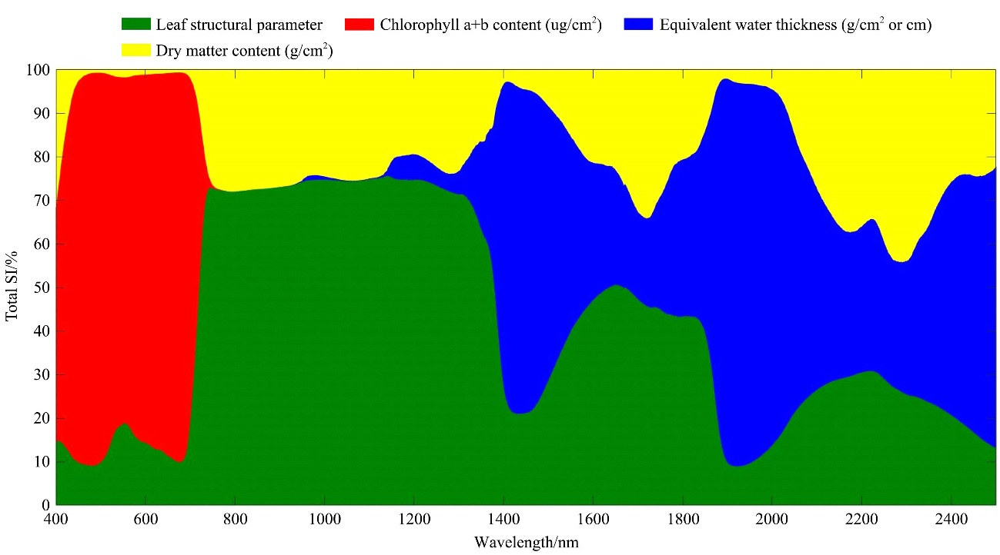 Leaf structural parameter Chlorophyll a+b content (ug/cm²) Equivalent water thickness (g/cm² or cm)
Dry matter content (g/cm²)
100
90
80
70
60
50
40
30
20
10
0
Total SI/%
400 600 800 1000 1200 1400 1600 1800 2000 2200 2400
Wavelength/nm